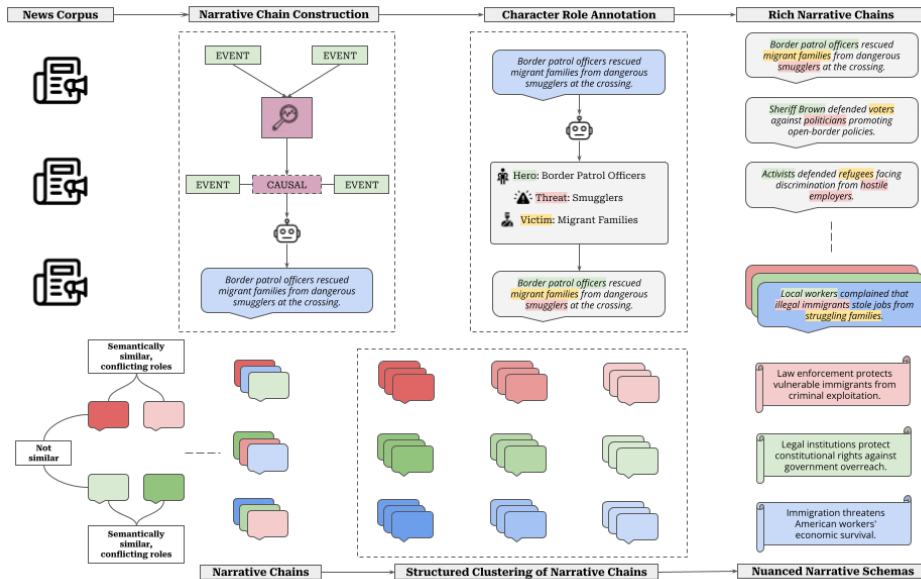 News Corpus
Narrative Chain Construction
Character Role Annotation
Rich Narrative Chains
EVENT
EVENT
EVENT
CAUSAL
EVENT
Border patrol officers rescued
migrant families from dangerous
smugglers at the crossing.
Border patrol officers rescued
migrant families from dangerous
smugglers at the crossing.
Hero: Border Patrol Officers
Threat: Smugglers
Victim: Migrant Families
Border patrol officers rescued
migrant families from dangerous
smugglers at the crossing.
Border patrol officers rescued
migrant families from dangerous
smugglers at the crossing.
Sheriff Brown defended voters
against politicians promoting
open-border policies.
Activists defended refugees facing
discrimination from hostile
employers.
Local workers complained that
illegal immigrants stole jobs from
struggling families.
Semantically
similar,
conflicting roles
Not
similar
Semantically
similar,
conflicting roles
Law enforcement protects
vulnerable immigrants from
criminal exploitation.
Legal institutions protect
constitutional rights against
government overreach.
Immigration threatens
American workers'
economic survival.
Narrative Chains
Structured Clustering of Narrative Chains
Nuanced Narrative Schemas